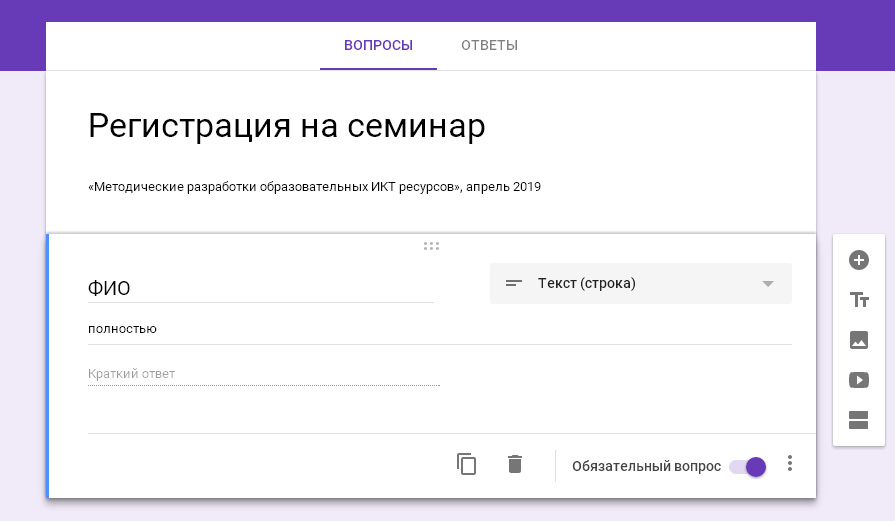 ВОПРОСЫ ОТВЕТЫ
Регистрация на семинар
«Методические разработки образовательных ИКТ ресурсов», апрель 2019
ФИО
Текст (строка)
полностью
Краткий ответ
Обязательный вопрос